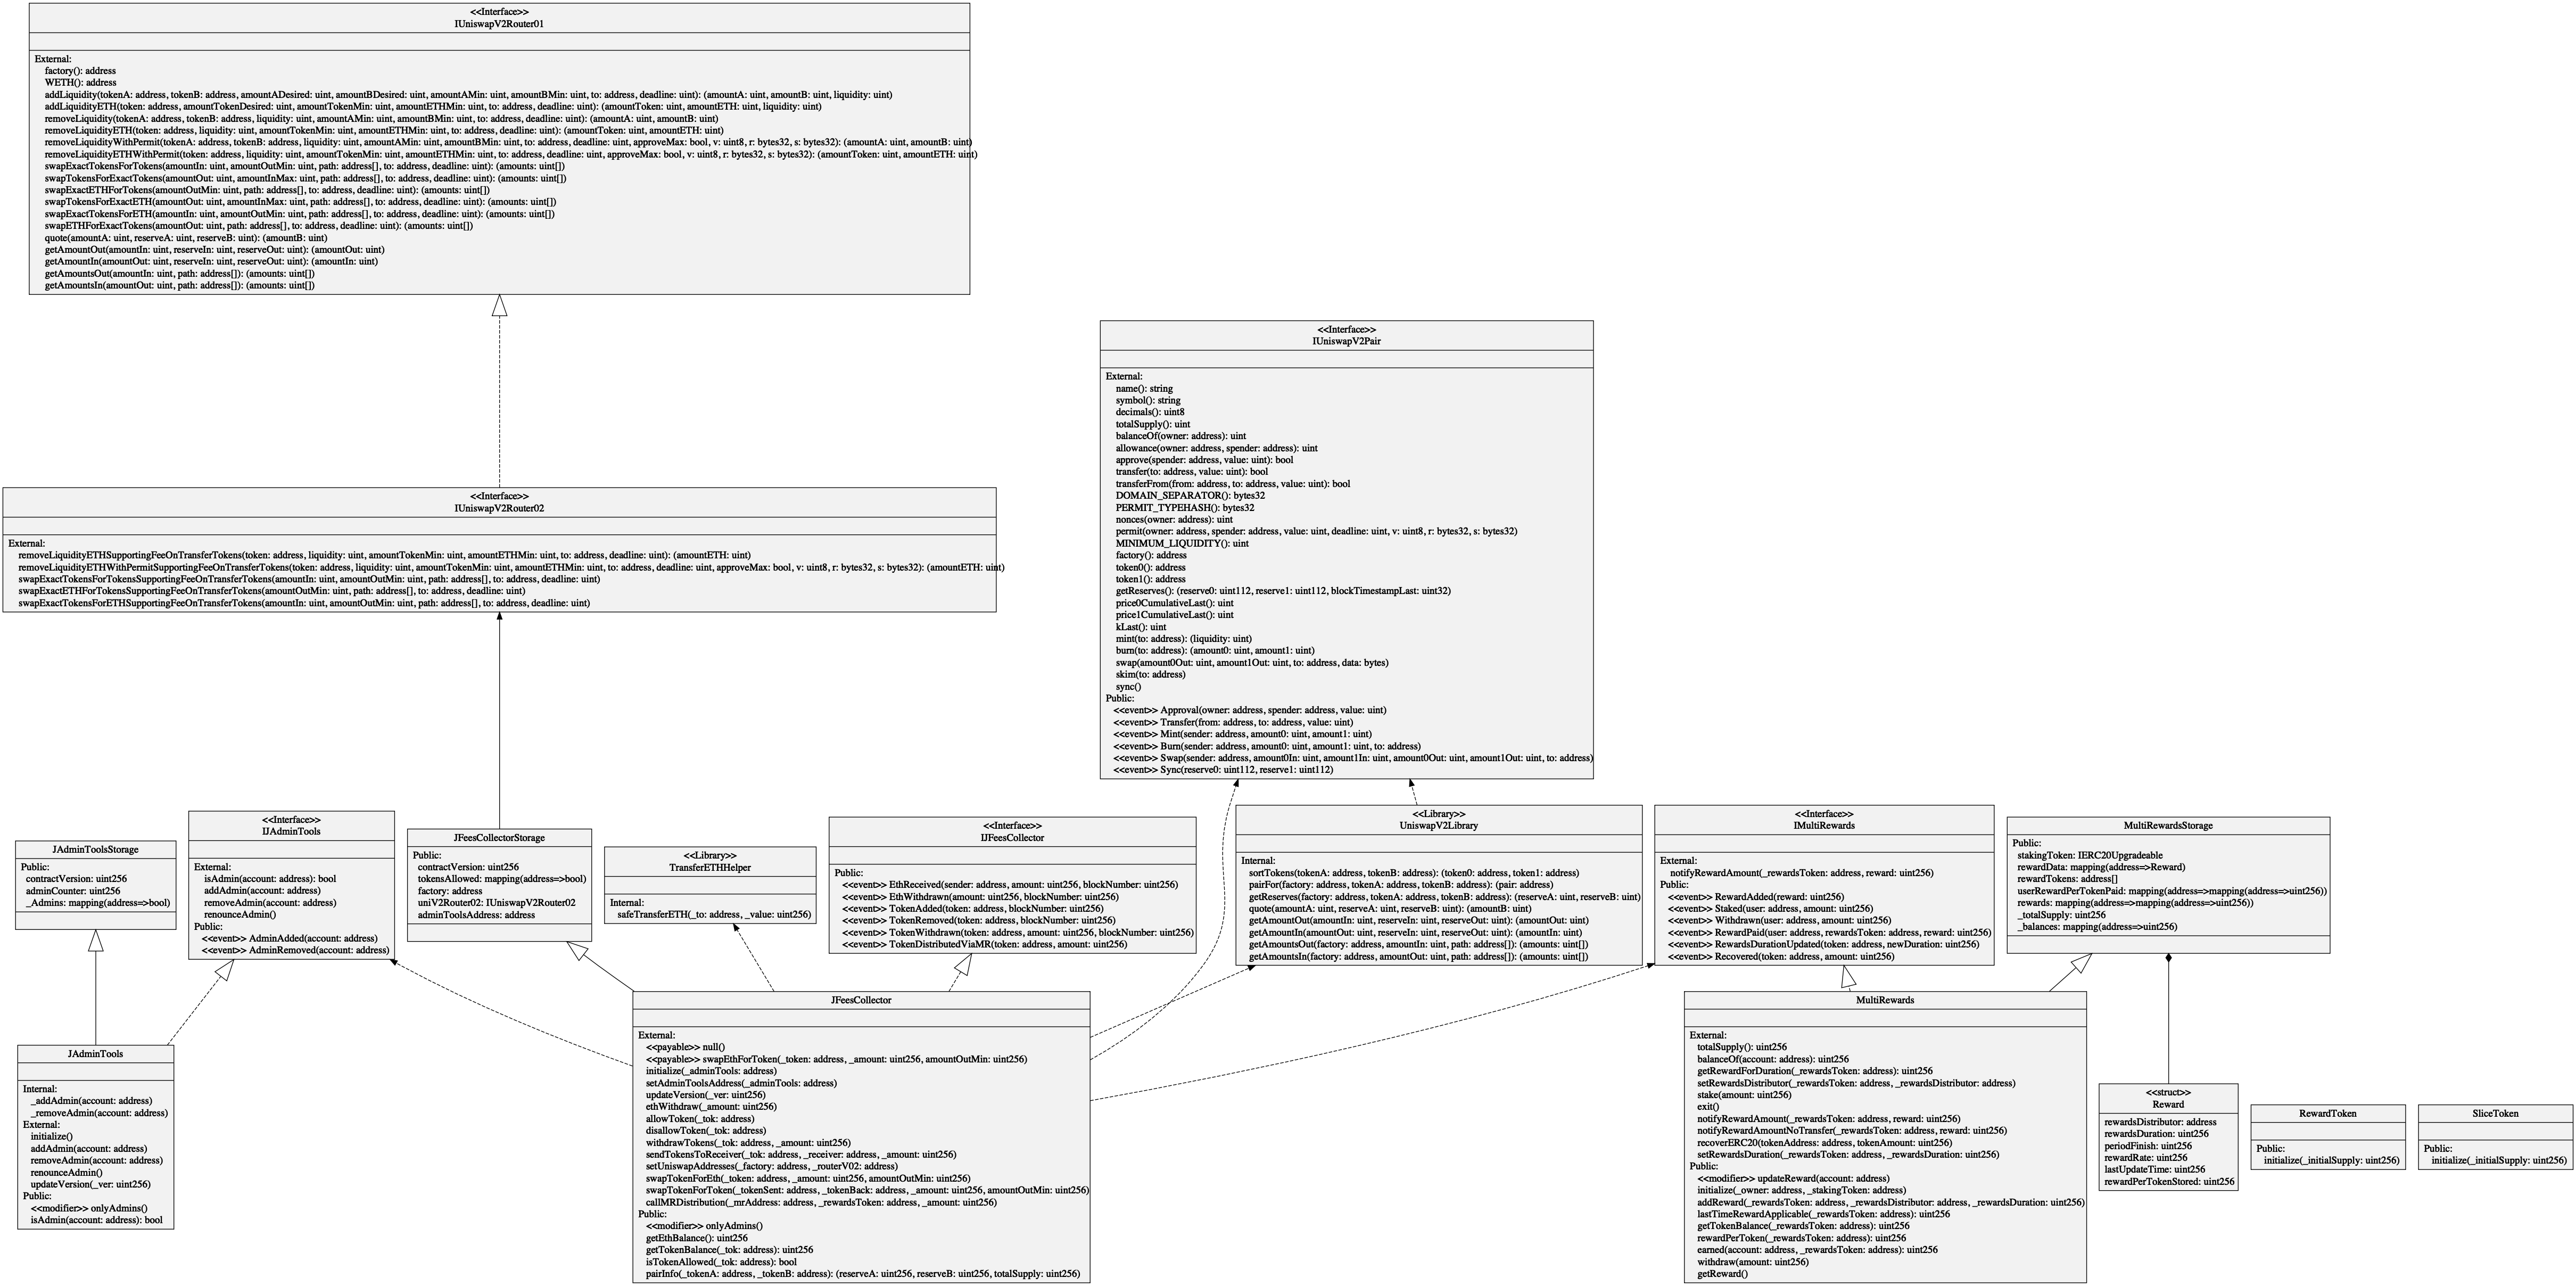 <<Interface>>
IUniswapV2Router01
External:
factory(): address
WETH(): address
addLiquidity(tokenA: address, tokenB: address, amountADesired: uint, amountBDesired: uint, amountAMin: uint, amountBMin: uint, to: address, deadline: uint): (amountA: uint, amountB: uint, liquidity: uint)
addLiquidityETH(token: address, amountTokenDesired: uint, amountTokenMin: uint, amountETHMin: uint, to: address, deadline: uint): (amountToken: uint, amountETH: uint, liquidity: uint)
removeLiquidity(tokenA: address, tokenB: address, liquidity: uint, amountAMin: uint, amountBMin: uint, to: address, deadline: uint): (amountA: uint, amountB: uint)
removeLiquidityETH(token: address, liquidity: uint, amountTokenMin: uint, amountETHMin: uint, to: address, deadline: uint): (amountToken: uint, amountETH: uint)
removeLiquidityWithPermit(tokenA: address, tokenB: address, liquidity: uint, amountAMin: uint, amountBMin: uint, to: address, deadline: uint, approveMax: bool, v: uint8, r: bytes32, s: bytes32): (amountA: uint, amountB: uint)
removeLiquidityETHWithPermit(token: address, liquidity: uint, amountTokenMin: uint, amountETHMin: uint, to: address, deadline: uint, approveMax: bool, v: uint8, r: bytes32, s: bytes32): (amountToken: uint, amountETH: uint)
swapExactTokensForTokens(amountIn: uint, amountOutMin: uint, path: address[], to: address, deadline: uint): (amounts: uint[])
swapTokensForExactTokens(amountOut: uint, amountInMax: uint, path: address[], to: address, deadline: uint): (amounts: uint[])
swapExactETHForTokens(amountOutMin: uint, path: address[], to: address, deadline: uint): (amounts: uint[])
swapTokensForExactETH(amountOut: uint, amountInMax: uint, path: address[], to: address, deadline: uint): (amounts: uint[])
swapExactTokensForETH(amountIn: uint, amountOutMin: uint, path: address[], to: address, deadline: uint): (amounts: uint[])
swapETHForExactTokens(amountOut: uint, path: address[], to: address, deadline: uint): (amounts: uint[])
quote(amountA: uint, reserveA: uint, reserveB: uint): (amountB: uint)
getAmountOut(amountIn: uint, reserveIn: uint, reserveOut: uint): (amountOut: uint)
getAmountIn(amountOut: uint, reserveIn: uint, reserveOut: uint): (amountIn: uint)
getAmountsOut(amountIn: uint, path: address[]): (amounts: uint[])
getAmountsIn(amountOut: uint, path: address[]): (amounts: uint[])
<<Interface>>
IUniswapV2Pair
External:
name(): string
symbol(): string
decimals(): uint8
totalSupply(): uint
balanceOf(owner: address): uint
allowance(owner: address, spender: address): uint
approve(spender: address, value: uint): bool
transfer(to: address, value: uint): bool
transferFrom(from: address, to: address, value: uint): bool
DOMAIN_SEPARATOR(): bytes32
PERMIT_TYPEHASH(): bytes32
nonces(owner: address): uint
permit(owner: address, spender: address, value: uint, deadline: uint, v: uint8, r: bytes32, s: bytes32)
MINIMUM_LIQUIDITY(): uint
factory(): address
token0(): address
token1(): address
getReserves(): (reserve0: uint112, reserve1: uint112, blockTimestampLast: uint32)
price0CumulativeLast(): uint
price1CumulativeLast(): uint
kLast(): uint
mint(to: address): (liquidity: uint)
burn(to: address): (amount0: uint, amount1: uint)
swap(amount0Out: uint, amount1Out: uint, to: address, data: bytes)
skim(to: address)
sync()
Public:
<<event>> Approval(owner: address, spender: address, value: uint)
<<event>> Transfer(from: address, to: address, value: uint)
<<event>> Mint(sender: address, amount0: uint, amount1: uint)
<<event>> Burn(sender: address, amount0: uint, amount1: uint, to: address)
<<event>> Swap(sender: address, amount0In: uint, amount1In: uint, amount0Out: uint, amount1Out: uint, to: address)
<<event>> Sync(reserve0: uint112, reserve1: uint112)
<<Interface>>
IUniswapV2Router02
External:
removeLiquidityETHSupportingFeeOnTransferTokens(token: address, liquidity: uint, amountTokenMin: uint, amountETHMin: uint, to: address, deadline: uint): (amountETH: uint)
removeLiquidityETHWithPermitSupportingFeeOnTransferTokens(token: address, liquidity: uint, amountTokenMin: uint, amountETHMin: uint, to: address, deadline: uint, approveMax: bool, v: uint8, r: bytes32, s: bytes32): (amountETH: uint)
swapExactTokensForTokensSupportingFeeOnTransferTokens(amountIn: uint, amountOutMin: uint, path: address[], to: address, deadline: uint)
swapExactETHForTokensSupportingFeeOnTransferTokens(amountOutMin: uint, path: address[], to: address, deadline: uint)
swapExactTokensForETHSupportingFeeOnTransferTokens(amountIn: uint, amountOutMin: uint, path: address[], to: address, deadline: uint)
JAdminToolsStorage
Public:
contractVersion: uint256
adminCounter: uint256
_Admins: mapping(address=>bool)
<<Interface>>
IJAdminTools
External:
isAdmin(account: address): bool
addAdmin(account: address)
removeAdmin(account: address)
renounceAdmin()
Public:
<<event>> AdminAdded(account: address)
<<event>> AdminRemoved(account: address)
JFeesCollectorStorage
Public:
contractVersion: uint256
tokensAllowed: mapping(address=>bool)
factory: address
uniV2Router02: IUniswapV2Router02
adminToolsAddress: address
<<Library>>
TransferETHHelper
Internal:
safeTransferETH(_to: address, _value: uint256)
<<Interface>>
IJFeesCollector
Public:
<<event>> EthReceived(sender: address, amount: uint256, blockNumber: uint256)
<<event>> EthWithdrawn(amount: uint256, blockNumber: uint256)
<<event>> TokenAdded(token: address, blockNumber: uint256)
<<event>> TokenRemoved(token: address, blockNumber: uint256)
<<event>> TokenWithdrawn(token: address, amount: uint256, blockNumber: uint256)
<<event>> TokenDistributedViaMR(token: address, amount: uint256)
<<Library>>
UniswapV2Library
Internal:
sortTokens(tokenA: address, tokenB: address): (token0: address, token1: address)
pairFor(factory: address, tokenA: address, tokenB: address): (pair: address)
getReserves(factory: address, tokenA: address, tokenB: address): (reserveA: uint, reserveB: uint)
quote(amountA: uint, reserveA: uint, reserveB: uint): (amountB: uint)
getAmountOut(amountIn: uint, reserveIn: uint, reserveOut: uint): (amountOut: uint)
getAmountIn(amountOut: uint, reserveIn: uint, reserveOut: uint): (amountIn: uint)
getAmountsOut(factory: address, amountIn: uint, path: address[]): (amounts: uint[])
getAmountsIn(factory: address, amountOut: uint, path: address[]): (amounts: uint[])
<<Interface>>
IMultiRewards
External:
notifyRewardAmount(_rewardsToken: address, reward: uint256)
Public:
<<event>> RewardAdded(reward: uint256)
<<event>> Staked(user: address, amount: uint256)
<<event>> Withdrawn(user: address, amount: uint256)
<<event>> RewardPaid(user: address, rewardsToken: address, reward: uint256)
<<event>> RewardsDurationUpdated(token: address, newDuration: uint256)
<<event>> Recovered(token: address, amount: uint256)
MultiRewardsStorage
Public:
stakingToken: IERC20Upgradeable
rewardData: mapping(address=>Reward)
rewardTokens: address[]
userRewardPerTokenPaid: mapping(address=>mapping(address=>uint256))
rewards: mapping(address=>mapping(address=>uint256))
_totalSupply: uint256
_balances: mapping(address=>uint256)
JAdminTools
Internal:
_addAdmin(account: address)
_removeAdmin(account: address)
External:
initialize()
addAdmin(account: address)
removeAdmin(account: address)
renounceAdmin()
updateVersion(_ver: uint256)
Public:
<<modifier>> onlyAdmins()
isAdmin(account: address): bool
JFeesCollector
External:
<<payable>> null()
<<payable>> swapEthForToken(_token: address, _amount: uint256, amountOutMin: uint256)
initialize(_adminTools: address)
setAdminToolsAddress(_adminTools: address)
updateVersion(_ver: uint256)
ethWithdraw(_amount: uint256)
allowToken(_tok: address)
disallowToken(_tok: address)
withdrawTokens(_tok: address, _amount: uint256)
sendTokensToReceiver(_tok: address, _receiver: address, _amount: uint256)
setUniswapAddresses(_factory: address, _routerV02: address)
swapTokenForEth(_token: address, _amount: uint256, amountOutMin: uint256)
swapTokenForToken(_tokenSent: address, _tokenBack: address, _amount: uint256, amountOutMin: uint256)
callMRDistribution(_mrAddress: address, _rewardsToken: address, _amount: uint256)
Public:
<<modifier>> onlyAdmins()
getEthBalance(): uint256
getTokenBalance(_tok: address): uint256
isTokenAllowed(_tok: address): bool
pairInfo(_tokenA: address, _tokenB: address): (reserveA: uint256, reserveB: uint256, totalSupply: uint256)
MultiRewards
External:
totalSupply(): uint256
balanceOf(account: address): uint256
getRewardForDuration(_rewardsToken: address): uint256
setRewardsDistributor(_rewardsToken: address, _rewardsDistributor: address)
stake(amount: uint256)
exit()
notifyRewardAmount(_rewardsToken: address, reward: uint256)
notifyRewardAmountNoTransfer(_rewardsToken: address, reward: uint256)
recoverERC20(tokenAddress: address, tokenAmount: uint256)
setRewardsDuration(_rewardsToken: address, _rewardsDuration: uint256)
Public:
<<modifier>> updateReward(account: address)
initialize(_owner: address, _stakingToken: address)
addReward(_rewardsToken: address, _rewardsDistributor: address, _rewardsDuration: uint256)
lastTimeRewardApplicable(_rewardsToken: address): uint256
getTokenBalance(_rewardsToken: address): uint256
rewardPerToken(_rewardsToken: address): uint256
earned(account: address, _rewardsToken: address): uint256
withdraw(amount: uint256)
getReward()
<<struct>>
Reward
rewardsDistributor: address
rewardsDuration: uint256
periodFinish: uint256
rewardRate: uint256
lastUpdateTime: uint256
rewardPerTokenStored: uint256
RewardToken
Public:
initialize(_initialSupply: uint256)
SliceToken
Public:
initialize(_initialSupply: uint256)